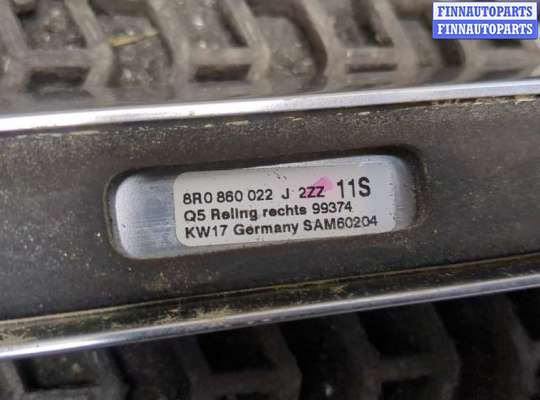 FINNAUTOPARTS
FINNAUTOPARTS
8R0 860 022 J 2ZZ 11S
Q5 Reling rechts 99374
KW17 Germany SAM60204